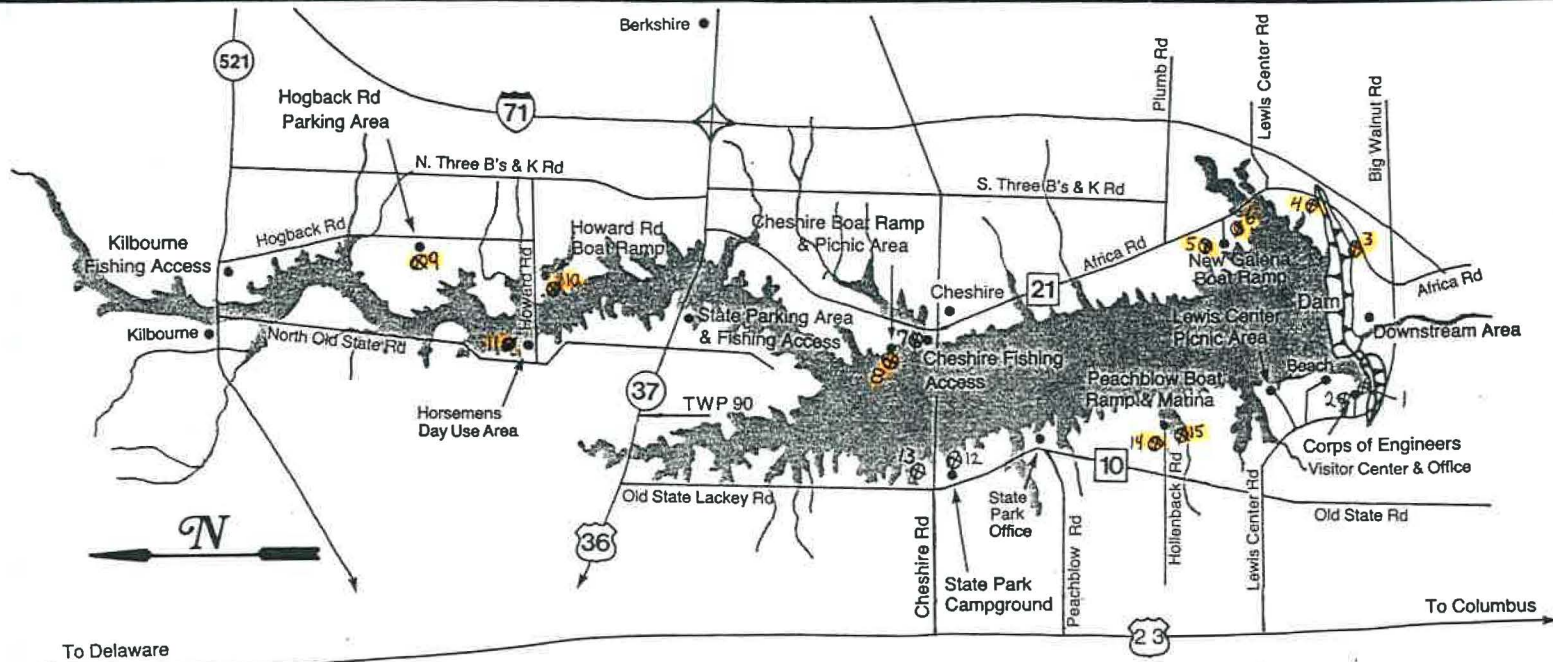 Berkshire
521
Hogback Rd
Parking Area
71
Plumb Rd
Lewis Center Rd
Big Walnut Rd
N. Three B's & K Rd
S. Three B's & K Rd
Kilbourne
Fishing Access
Hogback Rd
9
Howard Rd
Boat Ramp
Howard Rd
10
Cheshire Boat Ramp
& Picnic Area
Africa Rd
21
Cheshire
4
6
5
3
New Galena
Boat Ramp
Africa Rd
Dam
Downstream Area
Kilbourne
North Old State Rd
11
State Parking Area
& Fishing Access
7
8
Cheshire Fishing
Access
Lewis Center
Picnic Area
Beach
2
1
Horsemens
Day Use Area
37
TWP 90
Peachblow Boat
Ramp & Marina
14
15
Corps of Engineers
Visitor Center & Office
13
12
10
Old State Lackey Rd
State
Park
Office
Old State Rd
N
36
Cheshire Rd
State Park
Campground
Peachblow Rd
Hollenback Rd
Lewis Center Rd
23
To Columbus
To Delaware